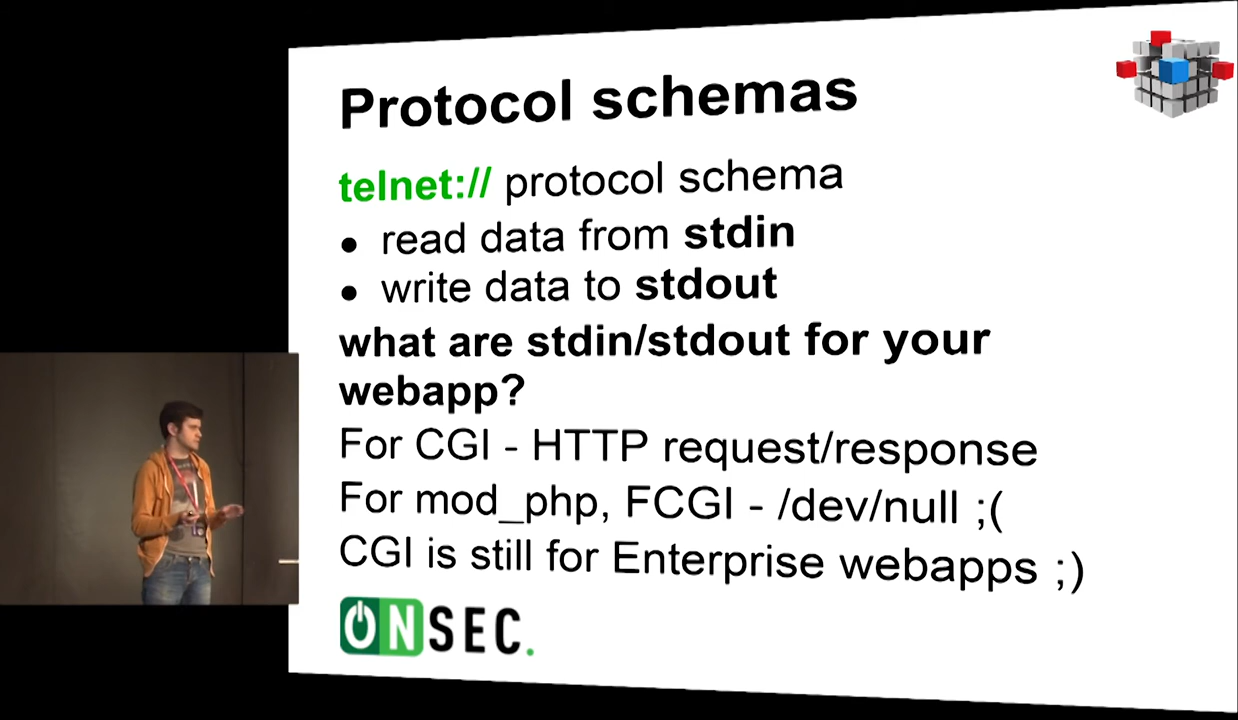 Protocol schemas
telnet:// protocol schema
• read data from stdin
• write data to stdout
what are stdin/stdout for your
webapp?
For CGI - HTTP request/response
For mod_php, FCGI - /dev/null ;(
CGI is still for Enterprise webapps ;)
ONSEC.